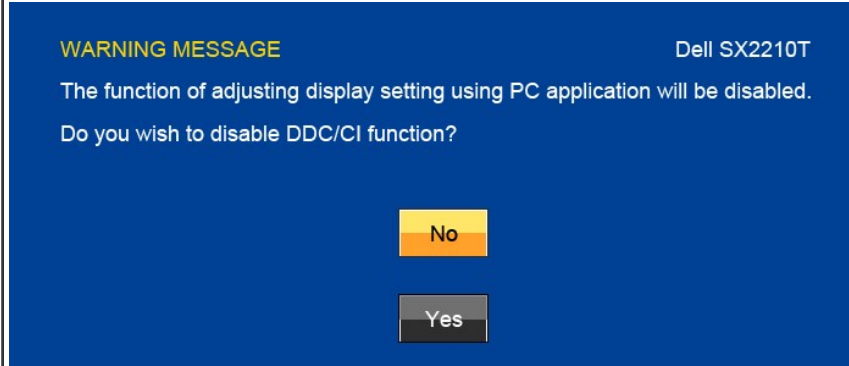 WARNING MESSAGE Dell SX2210T
The function of adjusting display setting using PC application will be disabled.
Do you wish to disable DDC/CI function?
No
Yes